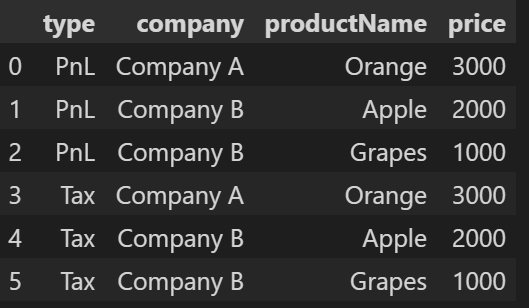 type company productName price
0 PnL Company A Orange 3000
1 PnL Company B Apple 2000
2 PnL Company B Grapes 1000
3 Tax Company A Orange 3000
4 Tax Company B Apple 2000
5 Tax Company B Grapes 1000